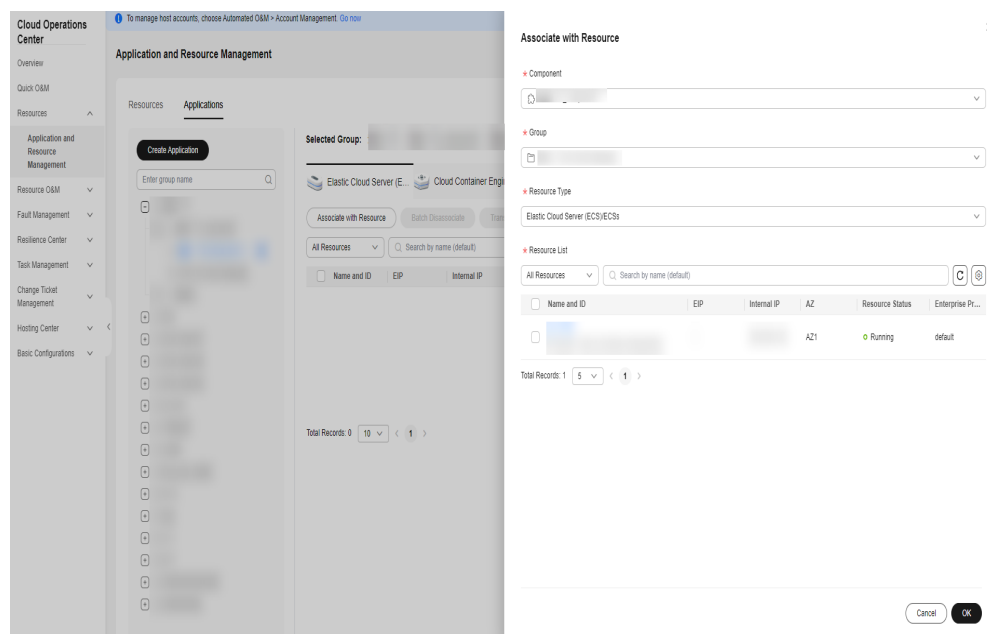 Cloud Operations
Center
Overview
Quick O&M
Resources
Application and
Resource
Management
Resource O&M
Fault Management
Resilience Center
Task Management
Change Ticket
Management
Hosting Center
Basic Configurations
To manage host accounts, choose Automated O&M > Account Management. Go now
Application and Resource Management
Resources Applications
Create Application
Enter group name
Selected Group:
Elastic Cloud Server (E... Cloud Container Engi
Associate with Resource Batch Disassociate Tran
All Resources Search by name (default)
Name and ID EIP Internal IP
Total Records: 0 10 < 1 >
Associate with Resource
* Component
* Group
* Resource Type
Elastic Cloud Server (ECS)/ECSs
* Resource List
All Resources Search by name (default)
Name and ID EIP Internal IP AZ Resource Status Enterprise Pr...
AZ1 Running default
Total Records: 1 5 < 1 >
Cancel OK